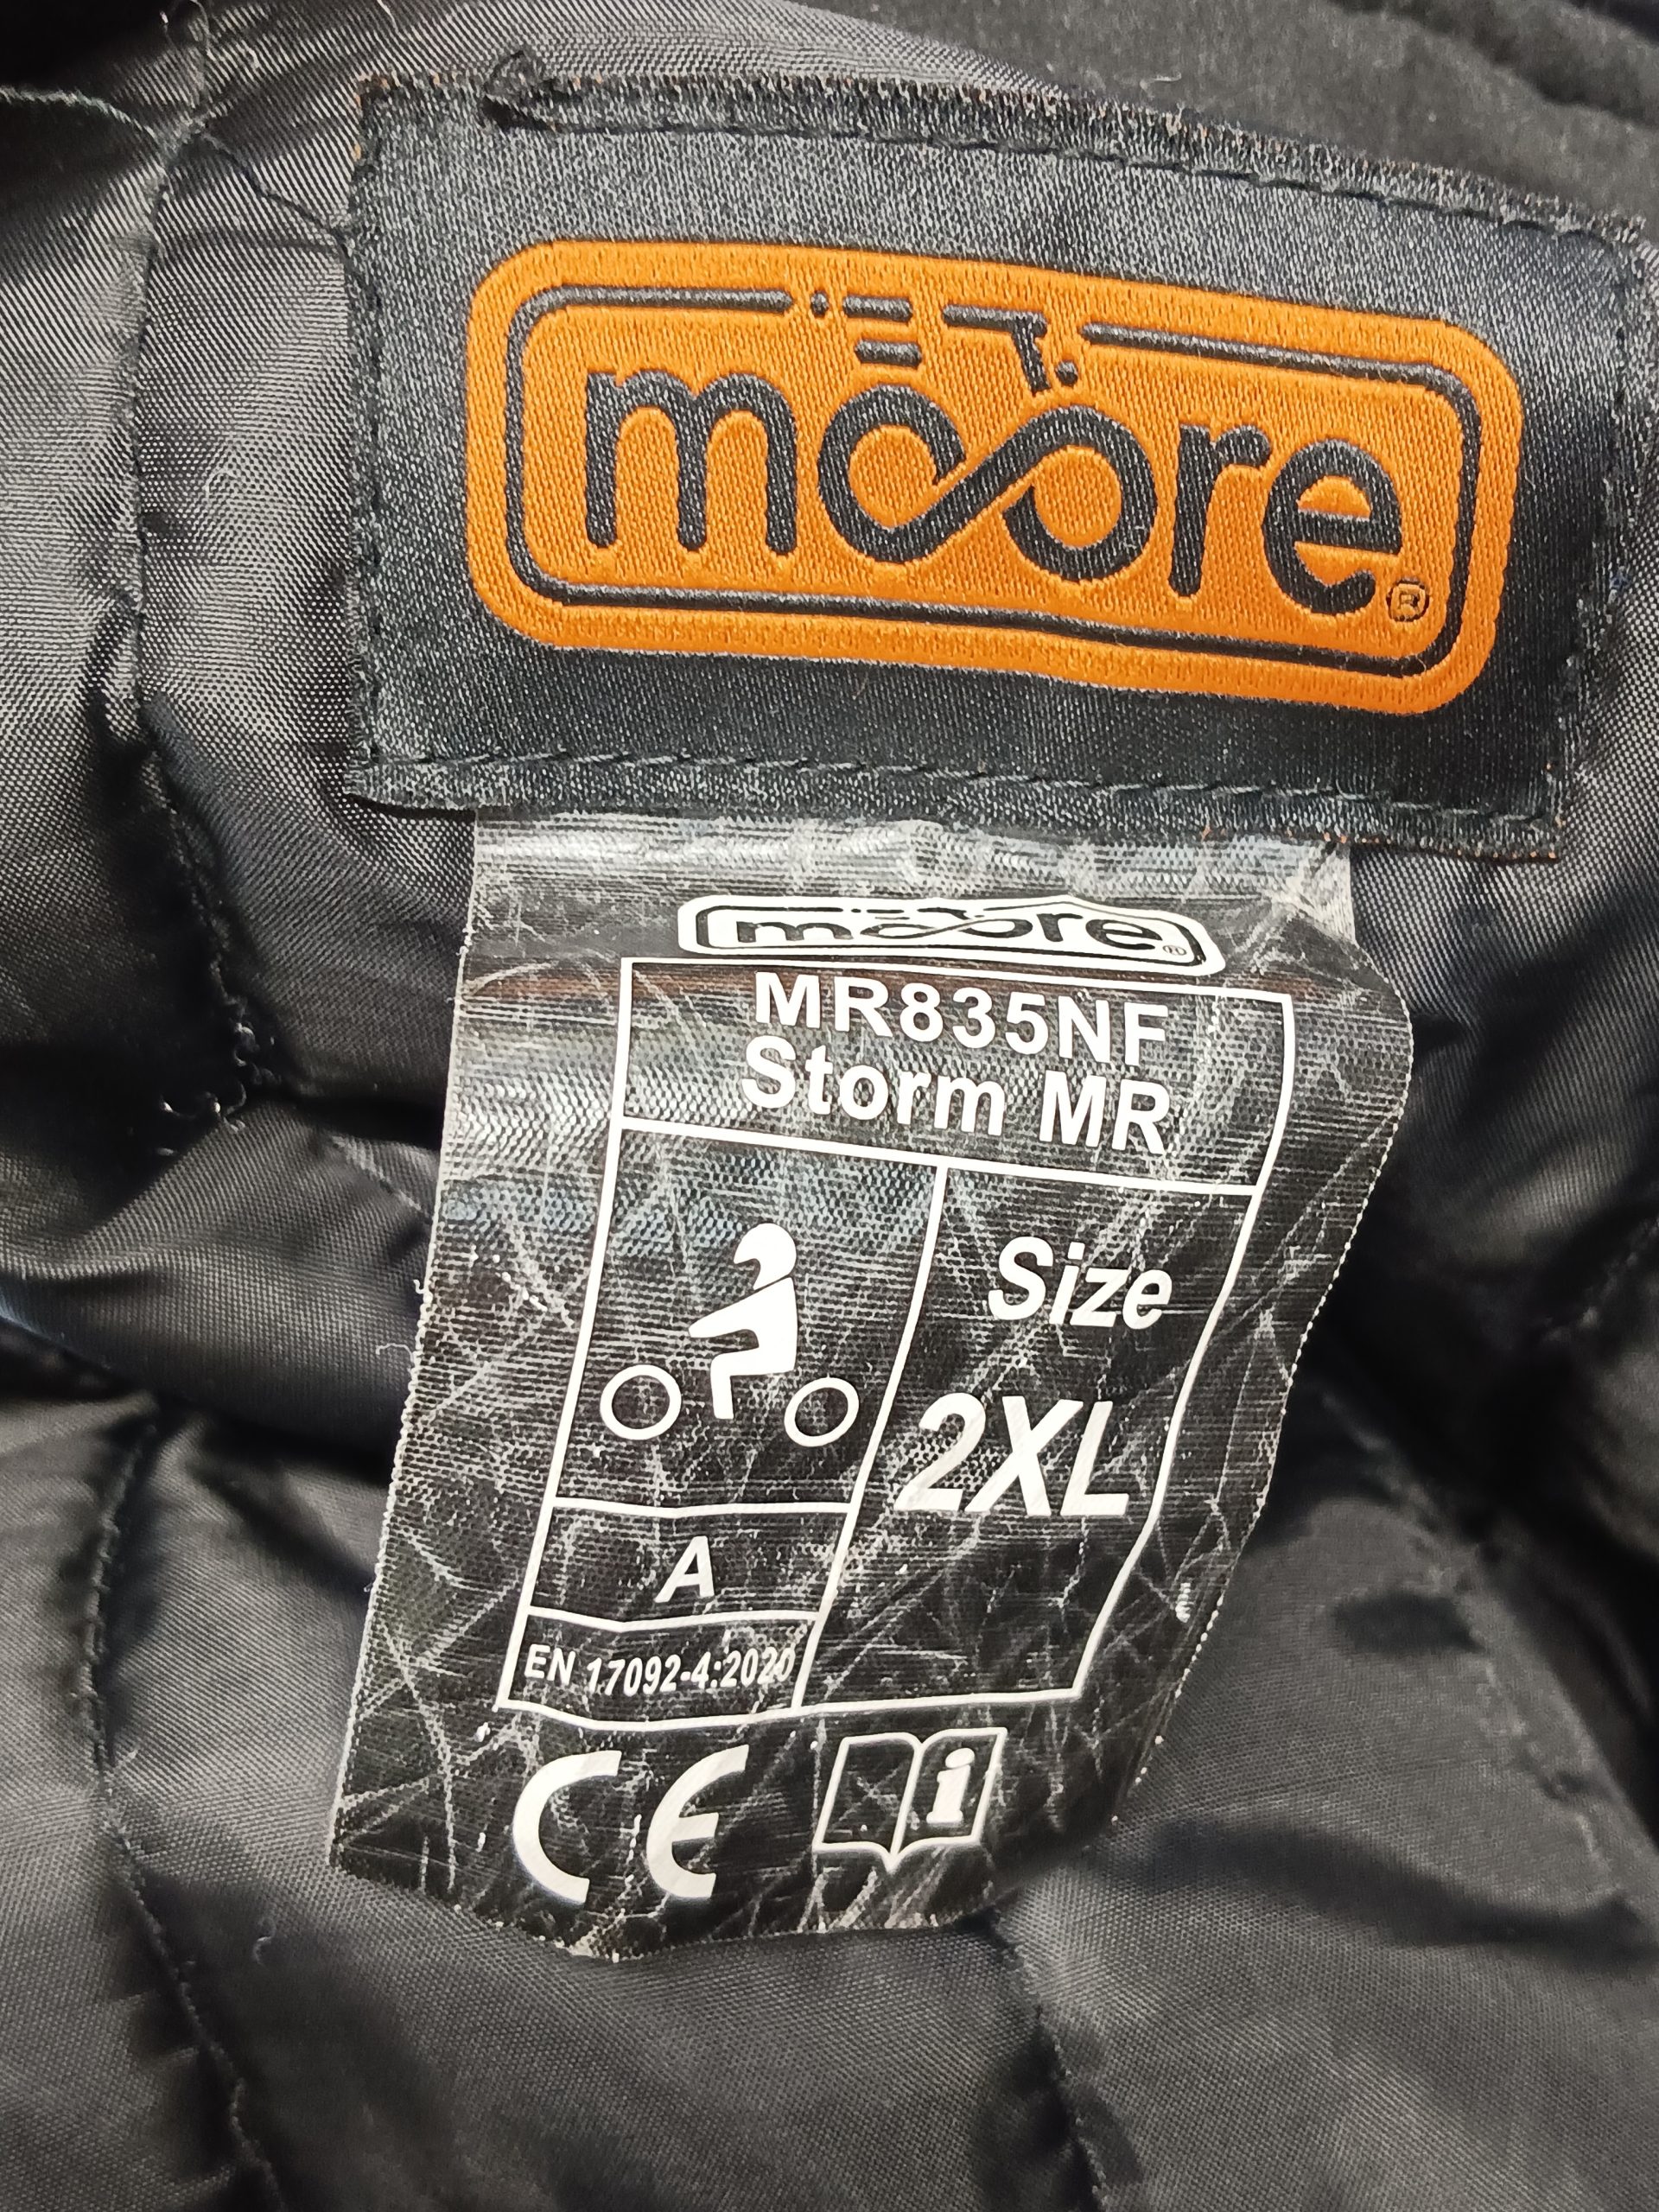 moore®
moore®
MR835NF
Storm MR
Size
2XL
A
EN 17092-4:2020
CE
i